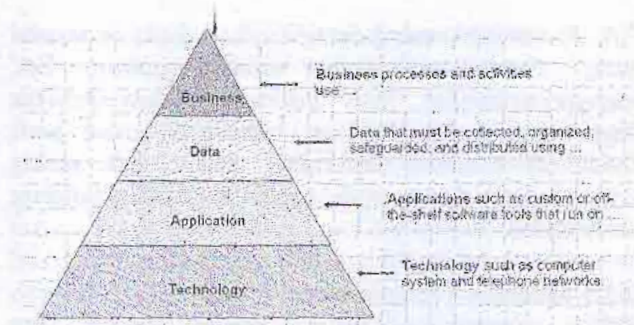 Business
Business processes and activities
use ...
Data
Data that must be collected, organized,
safeguarded, and distributed using ...
Application
Applications such as custom or off-
the-shelf software tools that run on ...
Technology
Technology such as computer
system and telephone networks.